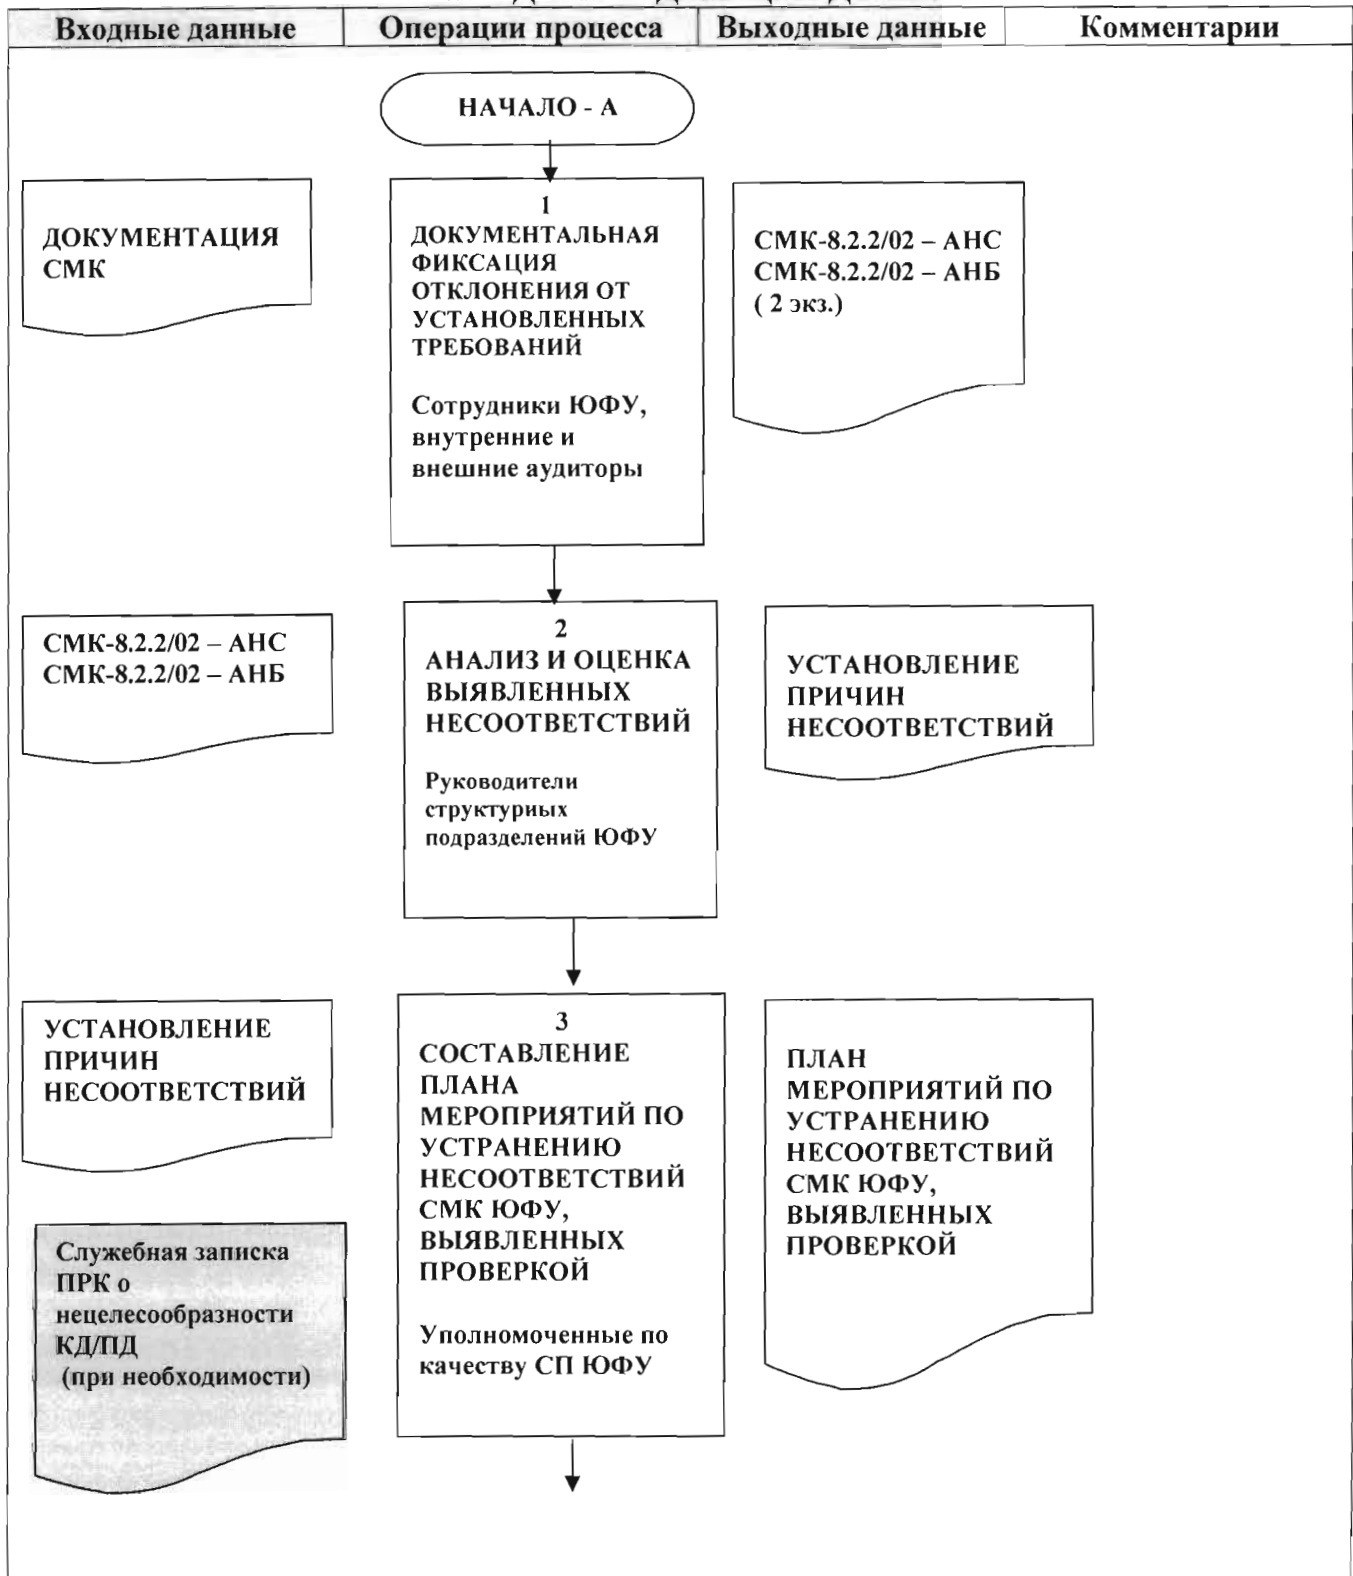 Входные данные
Операции процесса
Выходные данные
Комментарии
НАЧАЛО - А
ДОКУМЕНТАЦИЯ
СМК
1
ДОКУМЕНТАЛЬНАЯ
ФИКСАЦИЯ
ОТКЛОНЕНИЯ ОТ
УСТАНОВЛЕННЫХ
ТРЕБОВАНИЙ
Сотрудники ЮФУ,
внутренние и
внешние аудиторы
СМК-8.2.2/02 – АНС
СМК-8.2.2/02 – АНБ
( 2 экз.)
СМК-8.2.2/02 – АНС
СМК-8.2.2/02 – АНБ
2
АНАЛИЗ И ОЦЕНКА
ВЫЯВЛЕННЫХ
НЕСООТВЕТСТВИЙ
Руководители
структурных
подразделений ЮФУ
УСТАНОВЛЕНИЕ
ПРИЧИН
НЕСООТВЕТСТВИЙ
УСТАНОВЛЕНИЕ
ПРИЧИН
НЕСООТВЕТСТВИЙ
Служебная записка
ПРК о
нецелесообразности
КД/ПД
(при необходимости)
3
СОСТАВЛЕНИЕ
ПЛАНА
МЕРОПРИЯТИЙ ПО
УСТРАНЕНИЮ
НЕСООТВЕТСТВИЙ
СМК ЮФУ,
ВЫЯВЛЕННЫХ
ПРОВЕРКОЙ
Уполномоченные по
качеству СП ЮФУ
ПЛАН
МЕРОПРИЯТИЙ ПО
УСТРАНЕНИЮ
НЕСООТВЕТСТВИЙ
СМК ЮФУ,
ВЫЯВЛЕННЫХ
ПРОВЕРКОЙ